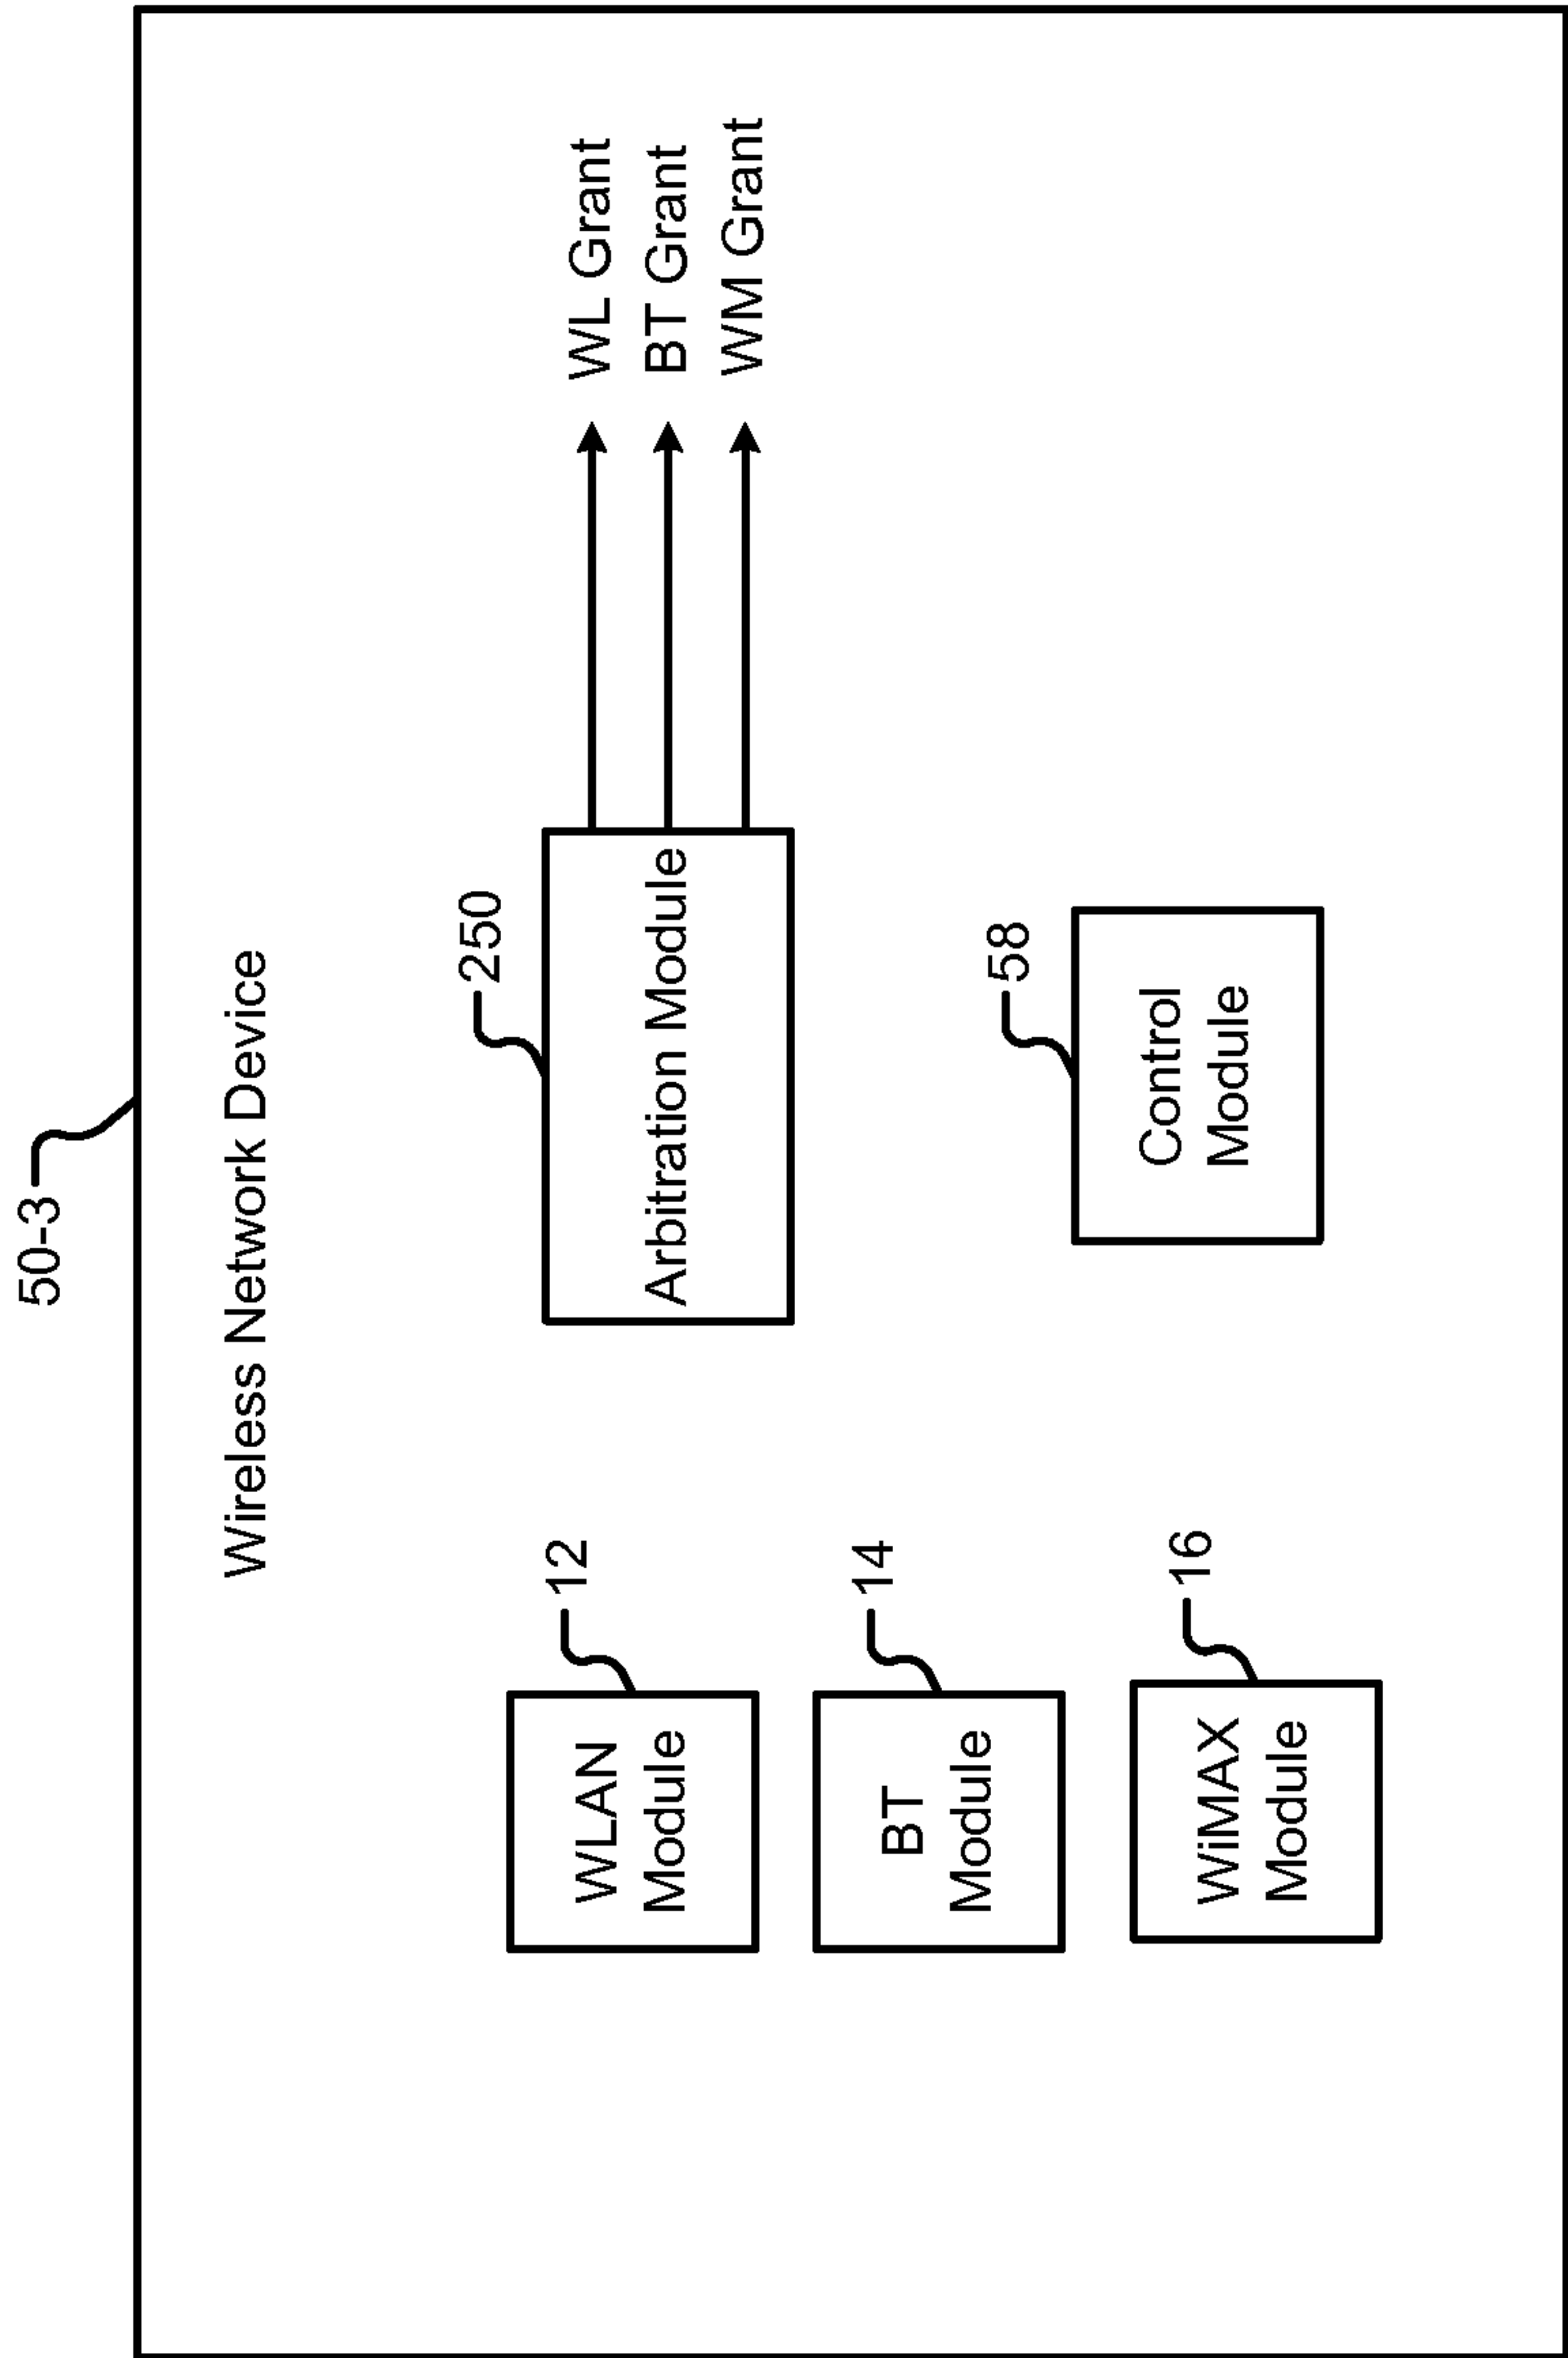 50-3
Wireless Network Device
12
WLAN
Module
14
BT
Module
16
WiMAX
Module
250
Arbitration Module
58
Control
Module
WL Grant
BT Grant
WM Grant